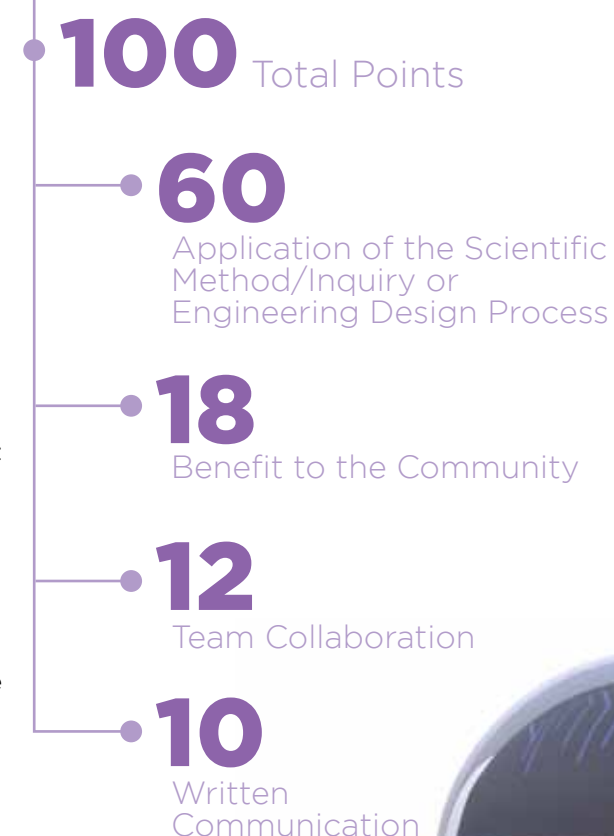 100 Total Points
60
Application of the Scientific
Method/Inquiry or
Engineering Design Process
18
Benefit to the Community
12
Team Collaboration
10
Written
Communication